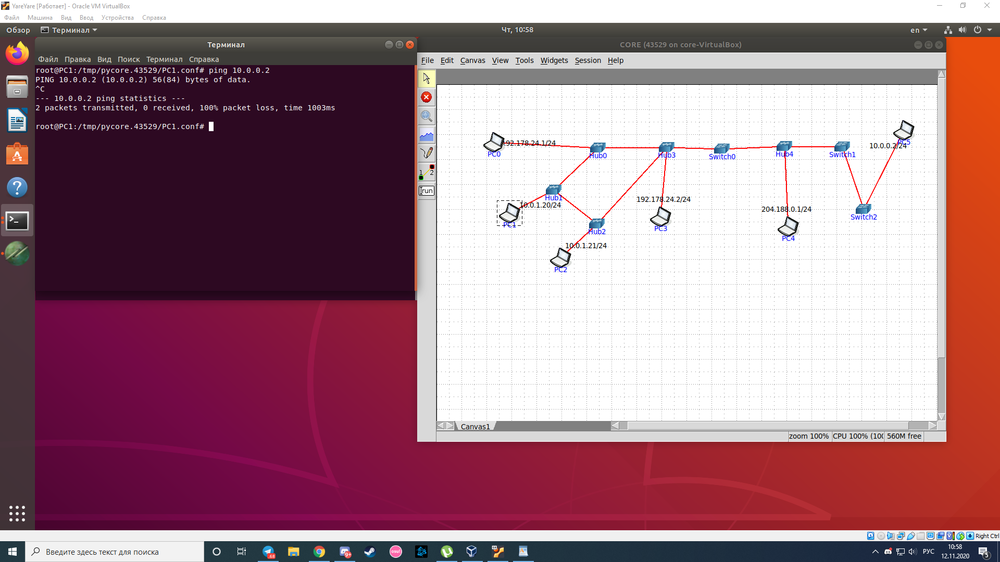 YareYare [Работает] - Oracle VM VirtualBox
Файл Машина Вид Ввод Устройства Справка
Обзор Терминал Чт, 10:58 en
Терминал
Файл Правка Вид Поиск Терминал Справка
root@PC1:/tmp/pycore.43529/PC1.conf# ping 10.0.0.2
PING 10.0.0.2 (10.0.0.2) 56(84) bytes of data.
^C
--- 10.0.0.2 ping statistics ---
2 packets transmitted, 0 received, 100% packet loss, time 1003ms
root@PC1:/tmp/pycore.43529/PC1.conf#
CORE (43529 on core-VirtualBox)
File Edit Canvas View Tools Widgets Session Help
1 2
run
192.178.24.1/24
PC0
Hub0
Hub3
Switch0
Hub4
Switch1
10.0.0.2/24
PC5
Hub1
10.0.1.20/24
PC1
Hub2
10.0.1.21/24
PC2
192.178.24.2/24
PC3
204.188.0.1/24
PC4
Switch2
Canvas1
zoom 100% CPU 100% (100 560M free
Right Ctrl
Введите здесь текст для поиска
.68
9+
osu!
64
РУС
10:58
12.11.2020
5